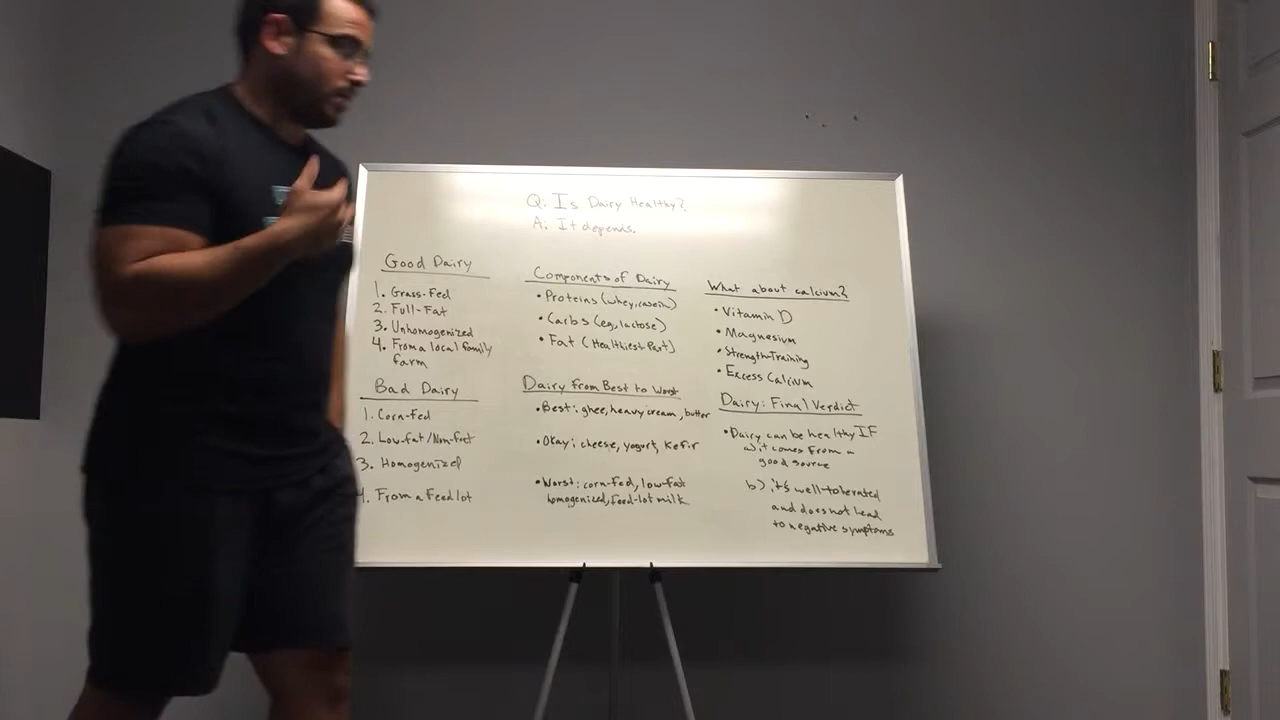 Q: Is Dairy Healthy?
A: It depends.
Good Dairy
1. Grass-Fed
2. Full-Fat
3. Unhomogenized
4. From a local family
farm
Bad Dairy
1. Corn-fed
2. Low-fat/Non-fat
3. Homogenized
4. From a Feed lot
Components of Dairy
• Proteins (whey, casein)
• Carbs (eg, lactose)
• Fat (Healthiest Part)
Dairy from Best to Worst
• Best: ghee, heavy cream, butter
• Okay: cheese, yogurt, kefir
• Worst: corn-fed, low-fat
homogenized, feed-lot milk
What about calcium?
• Vitamin D
• Magnesium
• Strength-Training
• Excess Calcium
Dairy: Final Verdict
• Dairy can be healthy IF
a) it comes from a
good source
b) it's well-tolerated
and does not lead
to negative symptoms